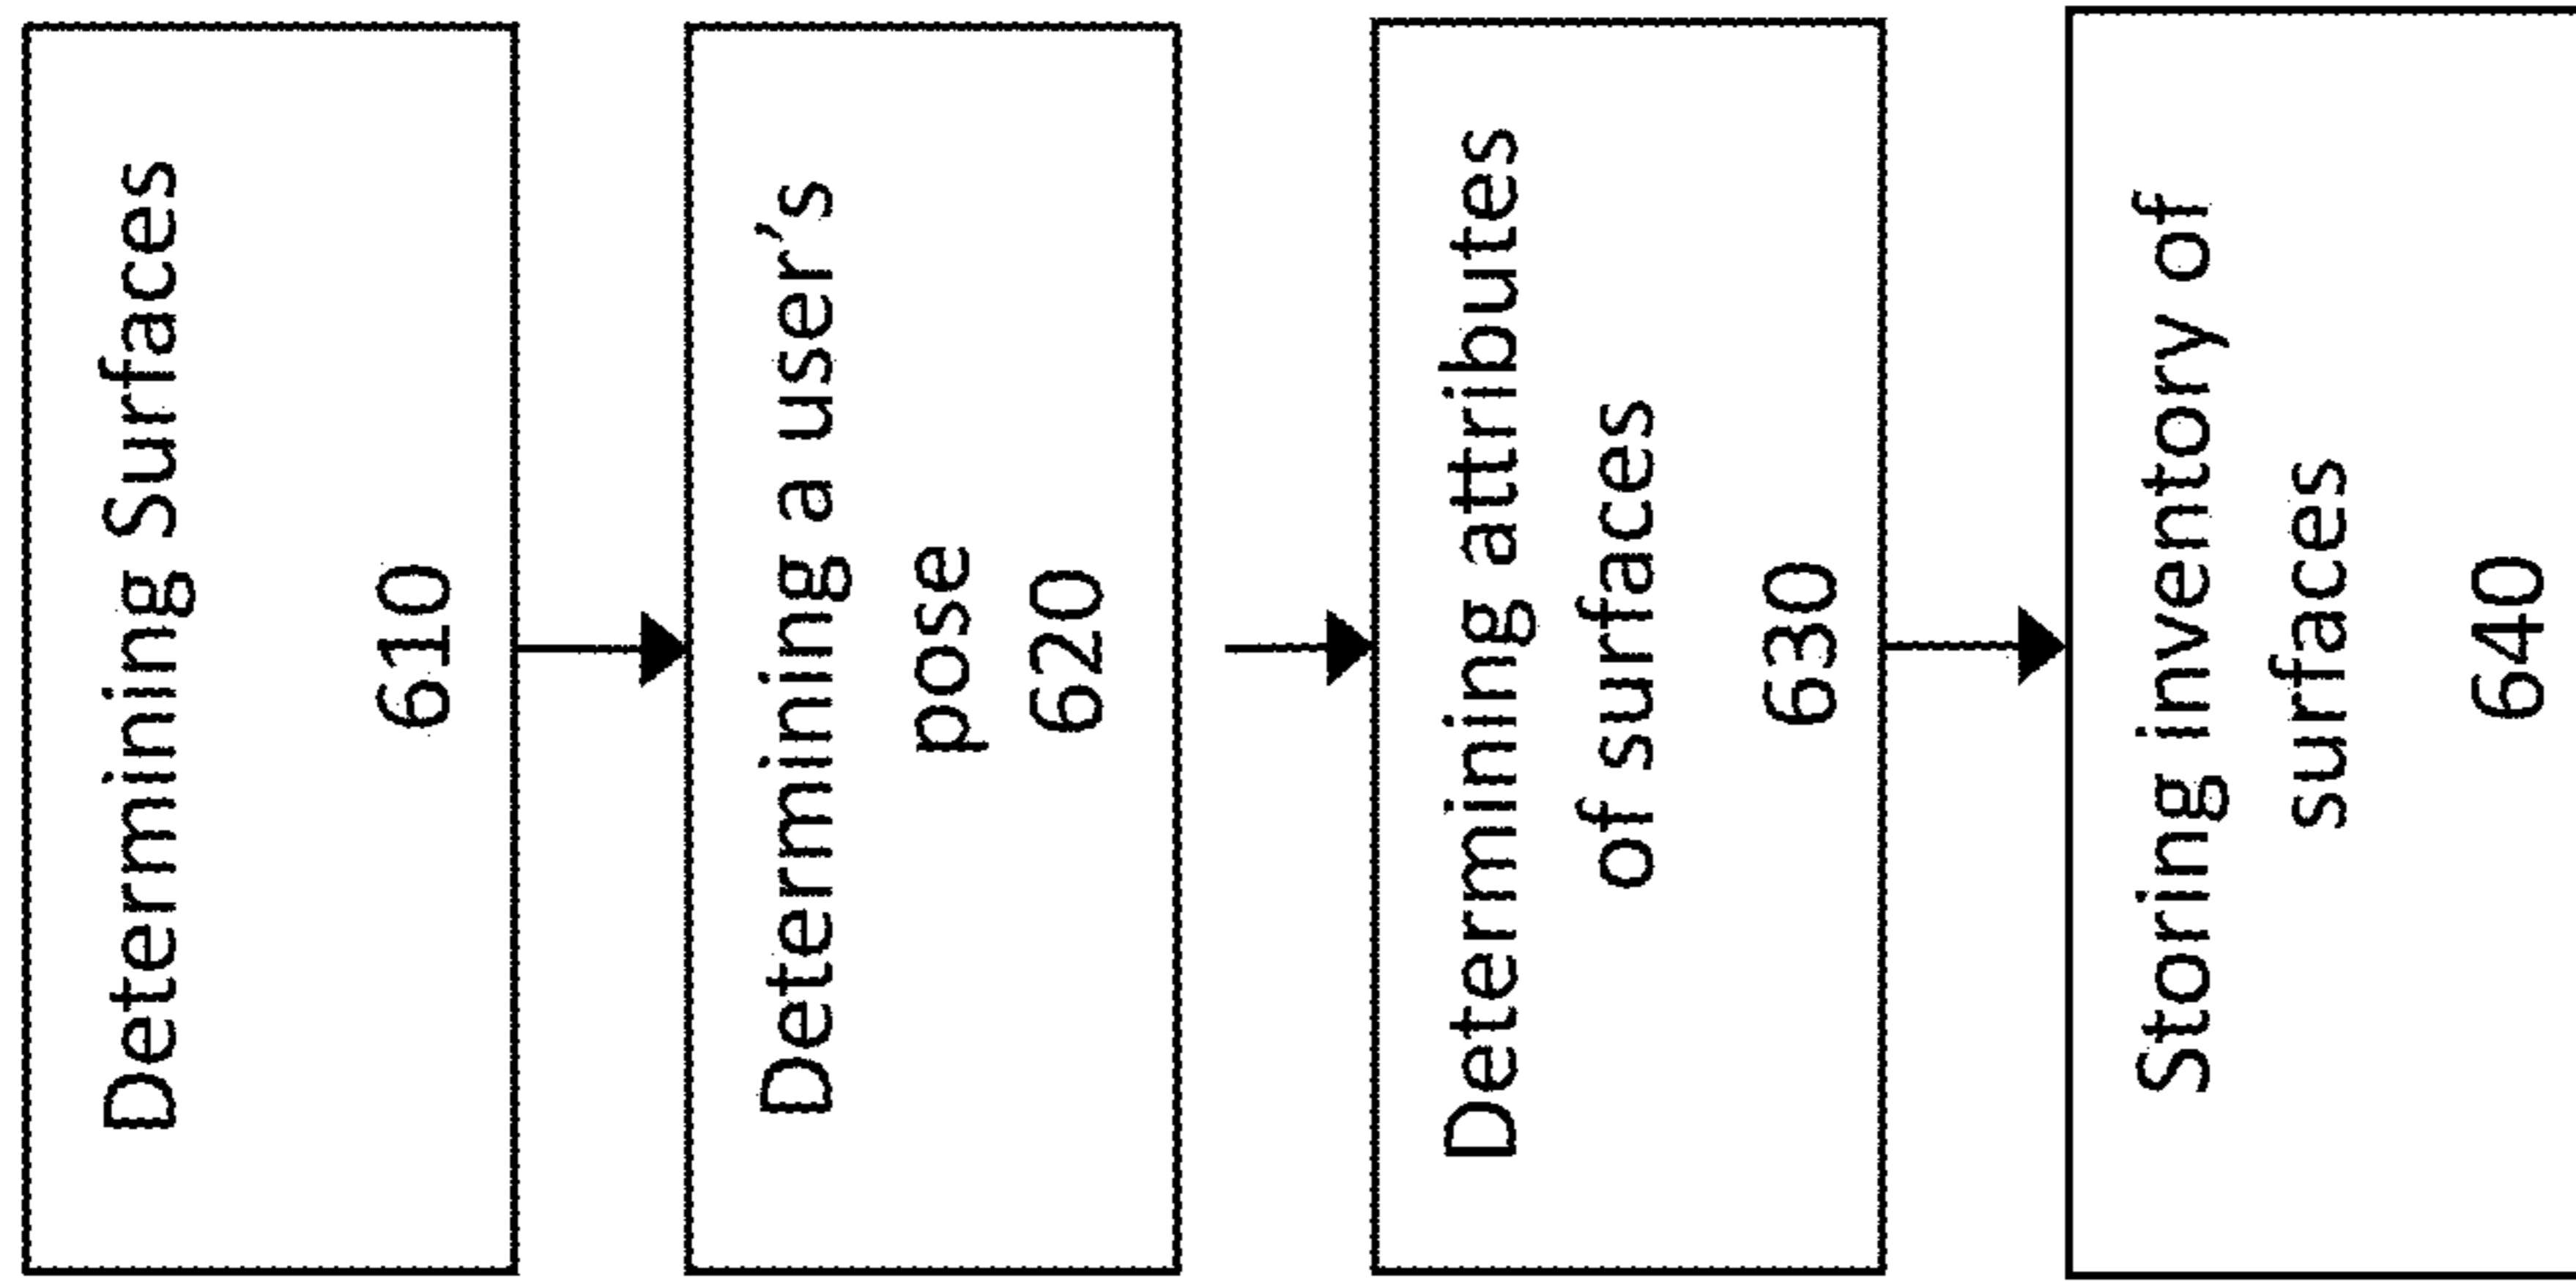 Determining Surfaces
610
Determining a user's
pose
620
Determining attributes
of surfaces
630
Storing inventory of
surfaces
640